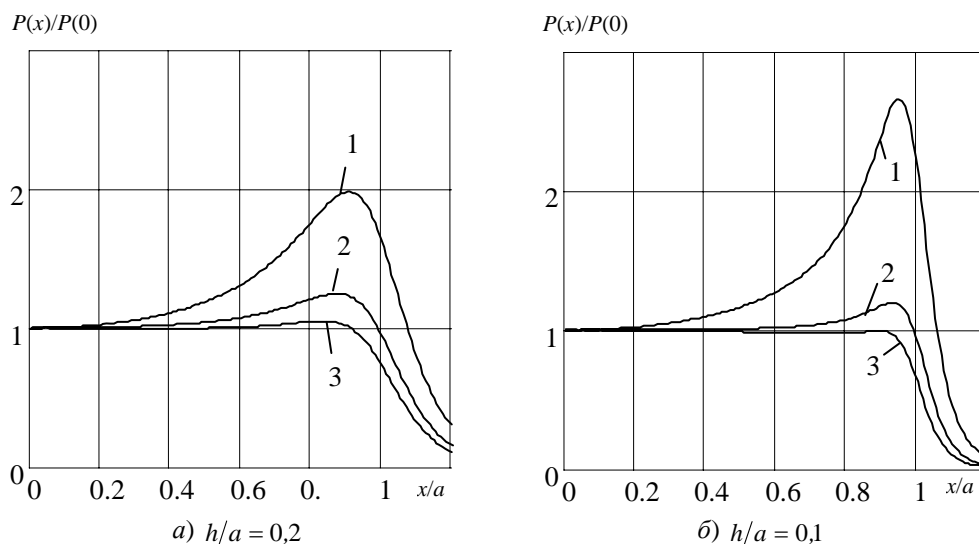 P(x)/P(0)
2
1
0
1
2
3
0 0.2 0.4 0.6 0. 1 x/a
а) h/a = 0,2
P(x)/P(0)
2
1
0
1
2
3
0 0.2 0.4 0.6 0.8 1 x/a
б) h/a = 0,1